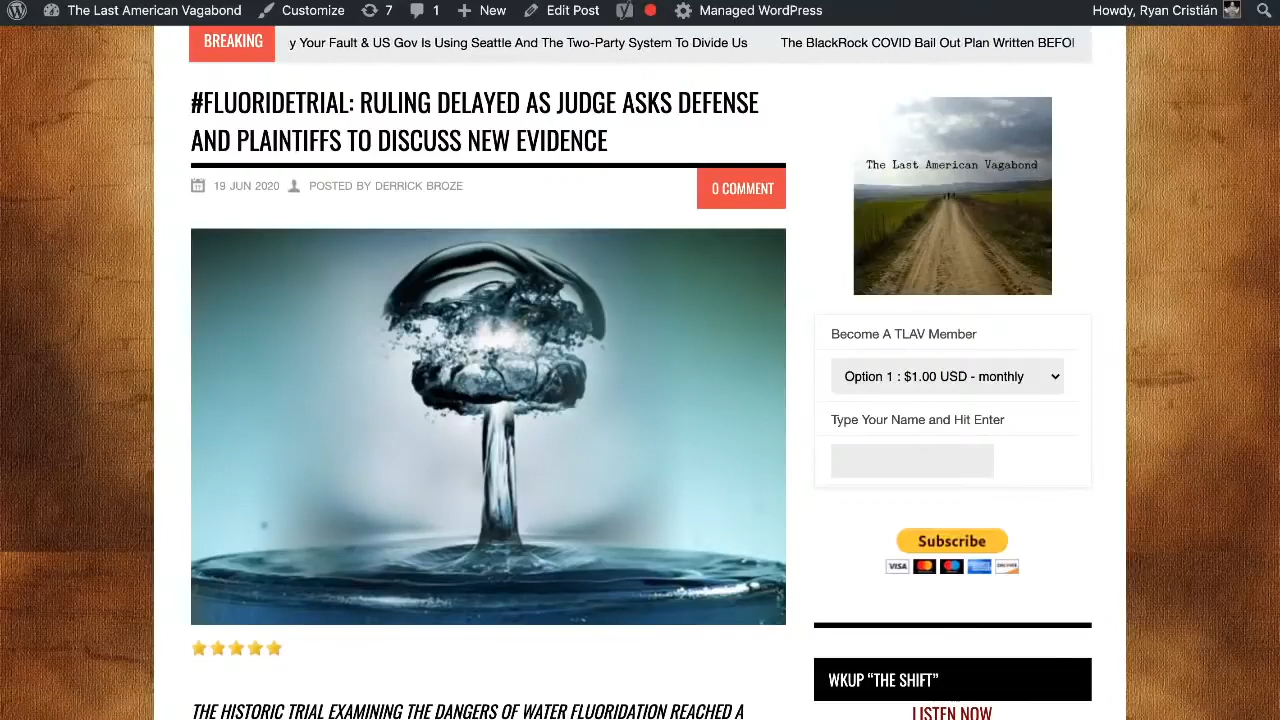 The Last American Vagabond Customize 7 1 New Edit Post Managed WordPress Howdy, Ryan Cristián
BREAKING y Your Fault & US Gov Is Using Seattle And The Two-Party System To Divide Us The BlackRock COVID Bail Out Plan Written BEFO
#FLUORIDETRIAL: RULING DELAYED AS JUDGE ASKS DEFENSE
AND PLAINTIFFS TO DISCUSS NEW EVIDENCE
19 JUN 2020 POSTED BY DERRICK BROZE
0 COMMENT
The Last American Vagabond
Become A TLAV Member
Option 1 : $1.00 USD - monthly
Type Your Name and Hit Enter
Subscribe
VISA DISCOVER
WKUP “THE SHIFT”
LISTEN NOW
THE HISTORIC TRIAL EXAMINING THE DANGERS OF WATER FLUORIDATION REACHED A